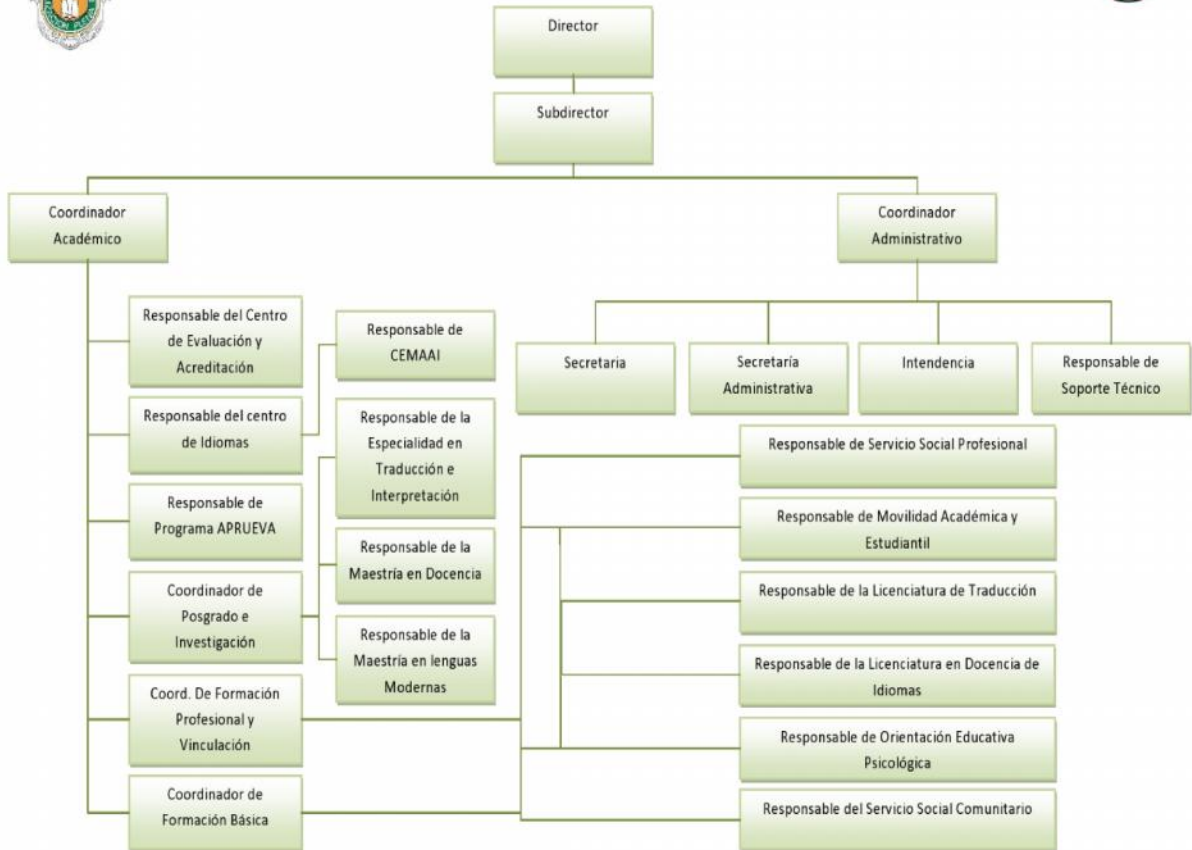 Director
Subdirector
Coordinador
Académico
Coordinador
Administrativo
Responsable del Centro
de Evaluación y
Acreditación
Responsable del centro
de Idiomas
Responsable de
Programa APRUEVA
Coordinador de
Posgrado e
Investigación
Coord. De Formación
Profesional y
Vinculación
Coordinador de
Formación Básica
Responsable de
CEMAAI
Responsable de la
Especialidad en
Traducción e
Interpretación
Responsable de la
Maestría en Docencia
Responsable de la
Maestría en lenguas
Modernas
Secretaria
Secretaría
Administrativa
Intendencia
Responsable de
Soporte Técnico
Responsable de Servicio Social Profesional
Responsable de Movilidad Académica y
Estudiantil
Responsable de la Licenciatura de Traducción
Responsable de la Licenciatura en Docencia de
Idiomas
Responsable de Orientación Educativa
Psicológica
Responsable del Servicio Social Comunitario